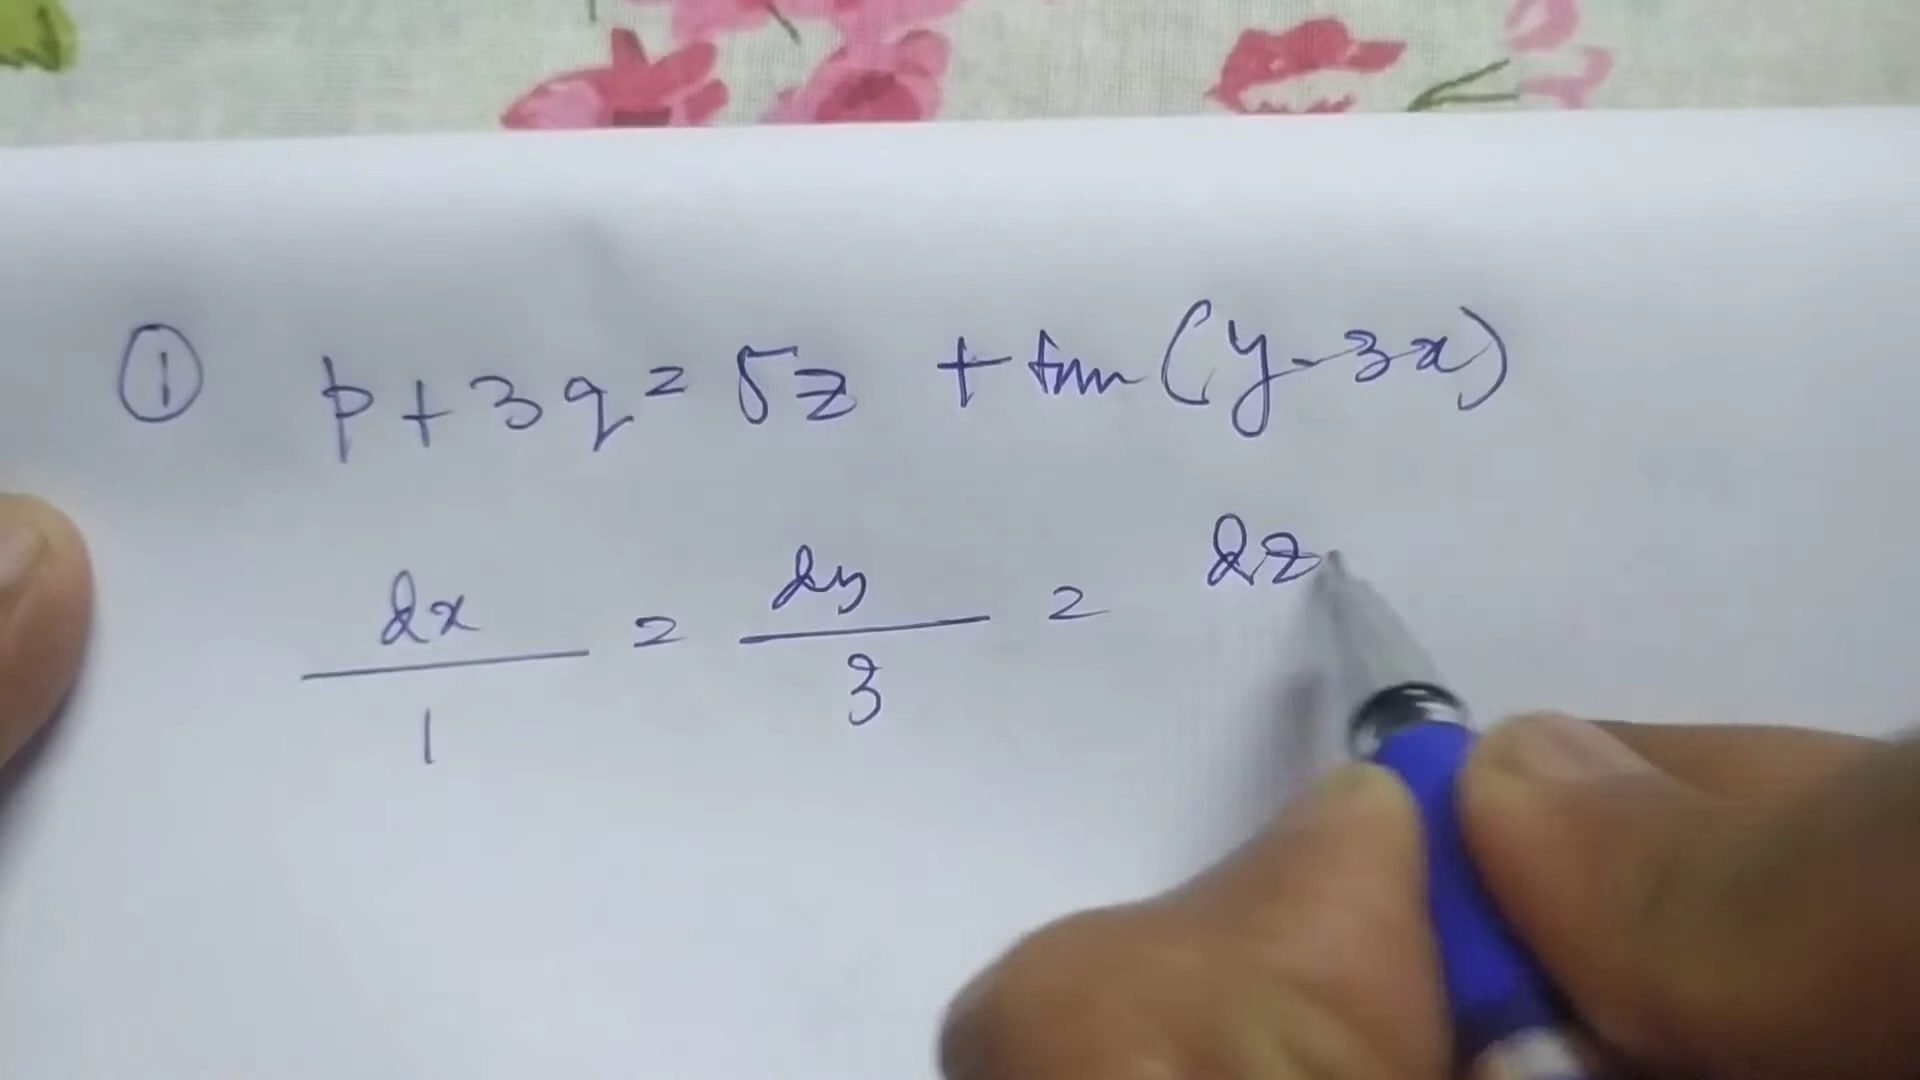 ① p + 3q = 5z + tan (y - 3x)
dx/1 = dy/3 = dz